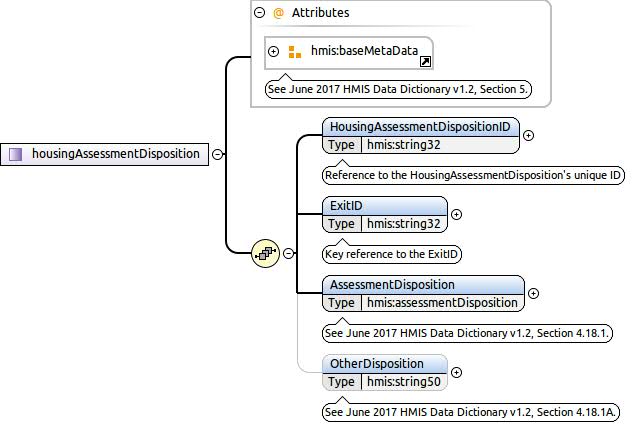 @ Attributes
hmis:baseMetaData
See June 2017 HMIS Data Dictionary v1.2, Section 5.
housingAssessmentDisposition
HousingAssessmentDispositionID
Type hmis:string32
Reference to the HousingAssessmentDisposition's unique ID
ExitID
Type hmis:string32
Key reference to the ExitID
AssessmentDisposition
Type hmis:assessmentDisposition
See June 2017 HMIS Data Dictionary v1.2, Section 4.18.1.
OtherDisposition
Type hmis:string50
See June 2017 HMIS Data Dictionary v1.2, Section 4.18.1A.